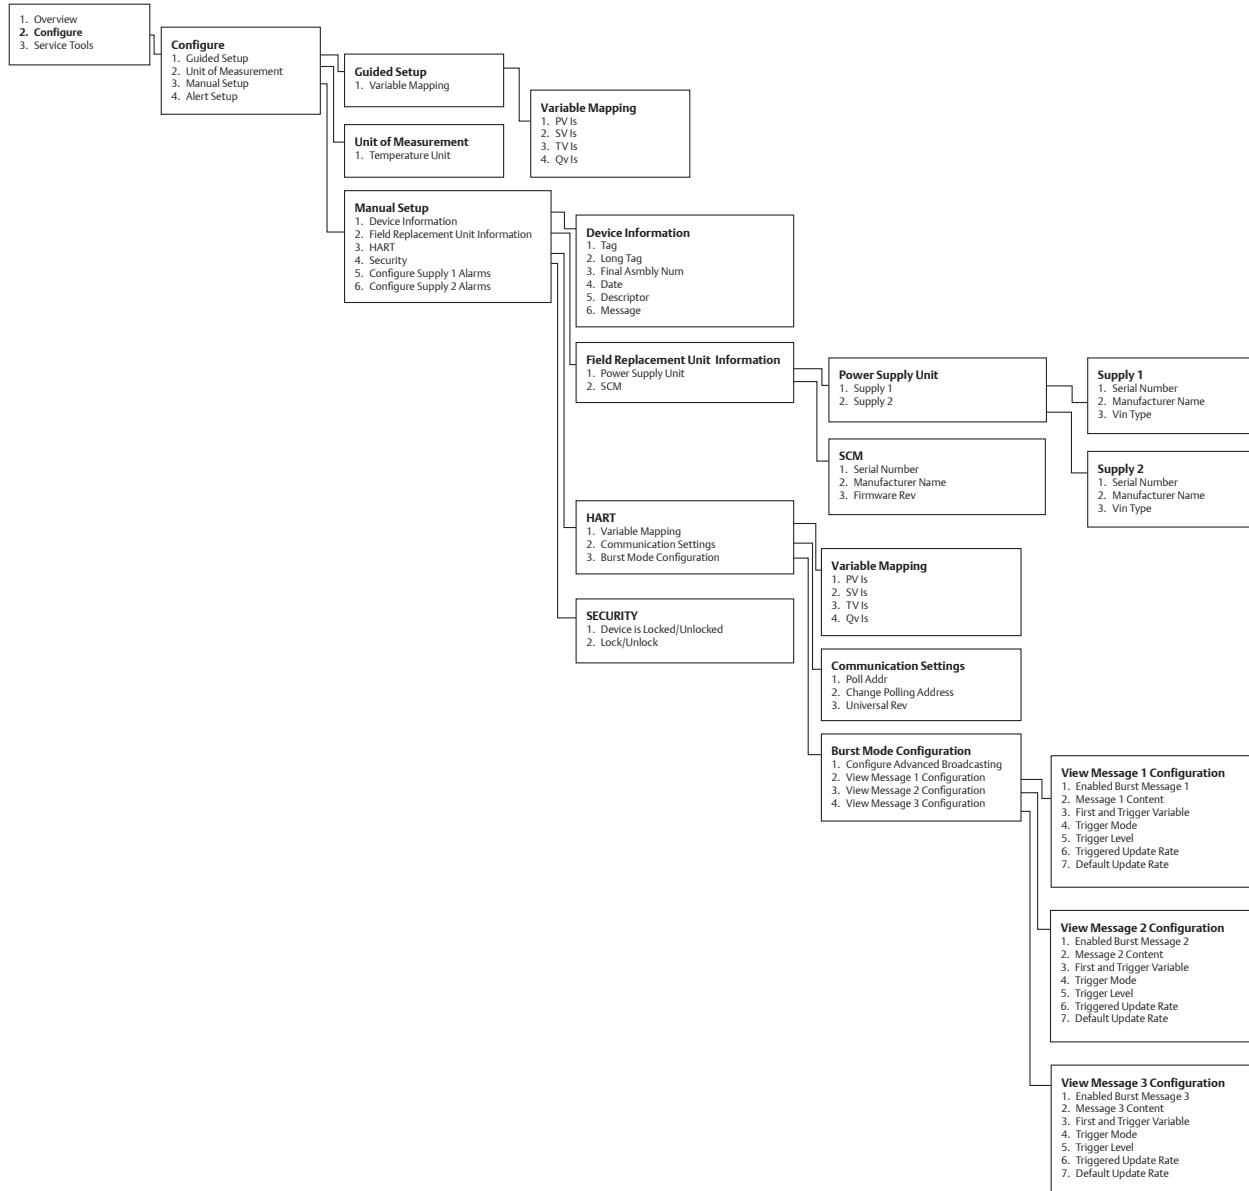 1. Overview
2. Configure
3. Service Tools
Configure
1. Guided Setup
2. Unit of Measurement
3. Manual Setup
4. Alert Setup
Guided Setup
1. Variable Mapping
Variable Mapping
1. PV Is
2. SV Is
3. TV Is
4. Qv Is
Unit of Measurement
1. Temperature Unit
Manual Setup
1. Device Information
2. Field Replacement Unit Information
3. HART
4. Security
5. Configure Supply 1 Alarms
6. Configure Supply 2 Alarms
Device Information
1. Tag
2. Long Tag
3. Final Asmbly Num
4. Date
5. Descriptor
6. Message
Field Replacement Unit Information
1. Power Supply Unit
2. SCM
Power Supply Unit
1. Supply 1
2. Supply 2
Supply 1
1. Serial Number
2. Manufacturer Name
3. Vin Type
SCM
1. Serial Number
2. Manufacturer Name
3. Firmware Rev
Supply 2
1. Serial Number
2. Manufacturer Name
3. Vin Type
HART
1. Variable Mapping
2. Communication Settings
3. Burst Mode Configuration
Variable Mapping
1. PV Is
2. SV Is
3. TV Is
4. Qv Is
SECURITY
1. Device is Locked/Unlocked
2. Lock/Unlock
Communication Settings
1. Poll Addr
2. Change Polling Address
3. Universal Rev
Burst Mode Configuration
1. Configure Advanced Broadcasting
2. View Message 1 Configuration
3. View Message 2 Configuration
4. View Message 3 Configuration
View Message 1 Configuration
1. Enabled Burst Message 1
2. Message 1 Content
3. First and Trigger Variable
4. Trigger Mode
5. Trigger Level
6. Triggered Update Rate
7. Default Update Rate
View Message 2 Configuration
1. Enabled Burst Message 2
2. Message 2 Content
3. First and Trigger Variable
4. Trigger Mode
5. Trigger Level
6. Triggered Update Rate
7. Default Update Rate
View Message 3 Configuration
1. Enabled Burst Message 3
2. Message 3 Content
3. First and Trigger Variable
4. Trigger Mode
5. Trigger Level
6. Triggered Update Rate
7. Default Update Rate